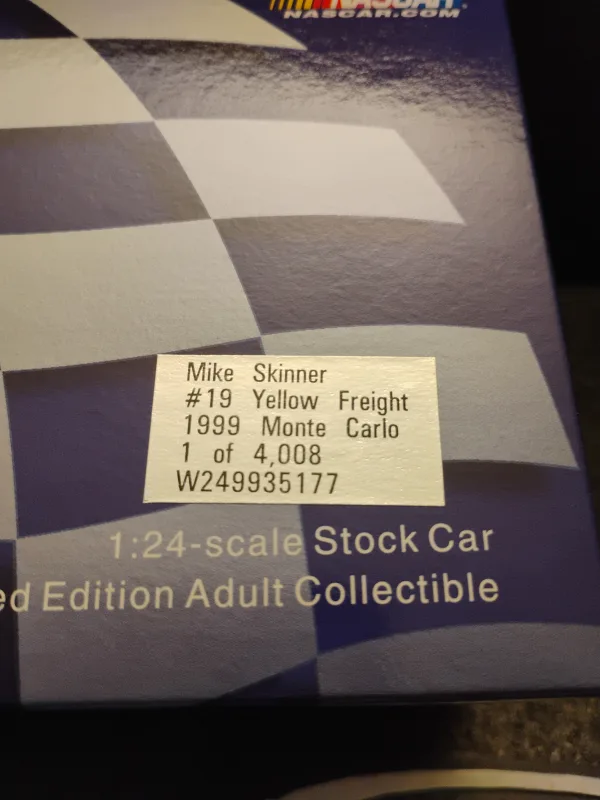 NASCAR
NASCAR.COM
Mike Skinner
#19 Yellow Freight
1999 Monte Carlo
1 of 4,008
W249935177
1:24-scale Stock Car
ed Edition Adult Collectible